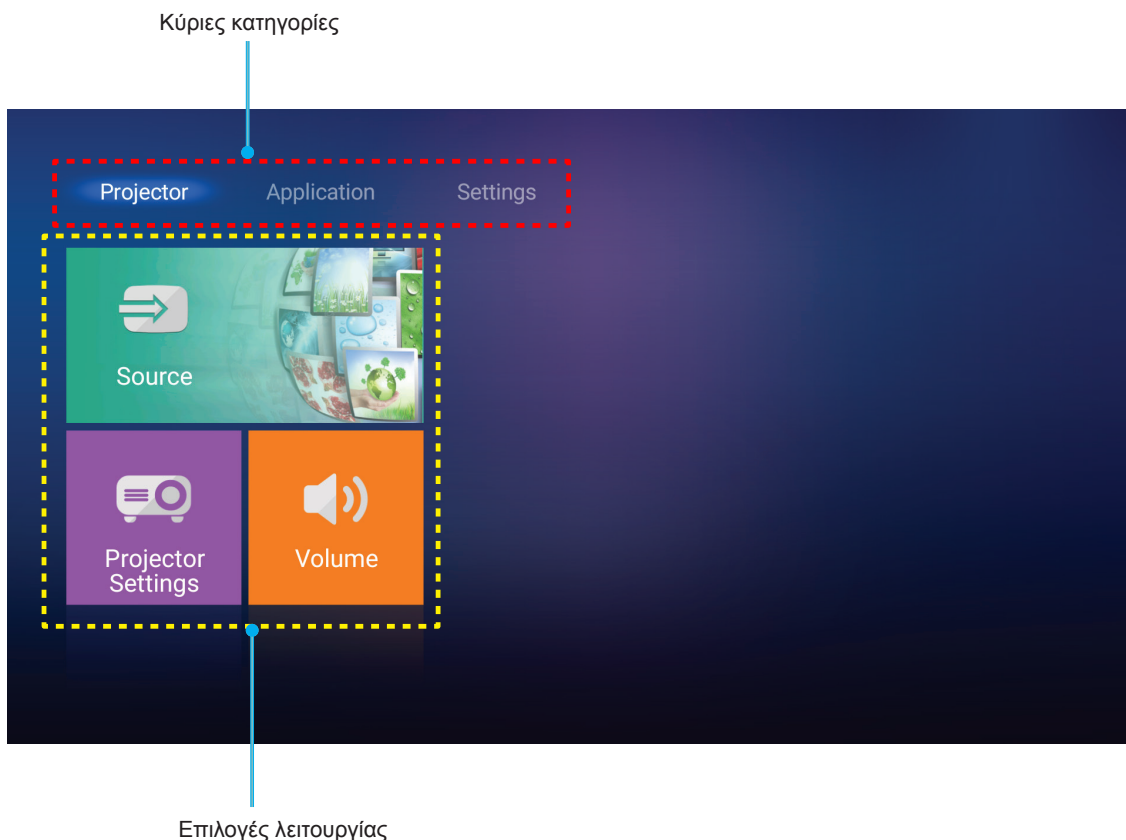 Κύριες κατηγορίες
Projector Application Settings
Source
Projector
Settings
Volume
Επιλογές λειτουργίας